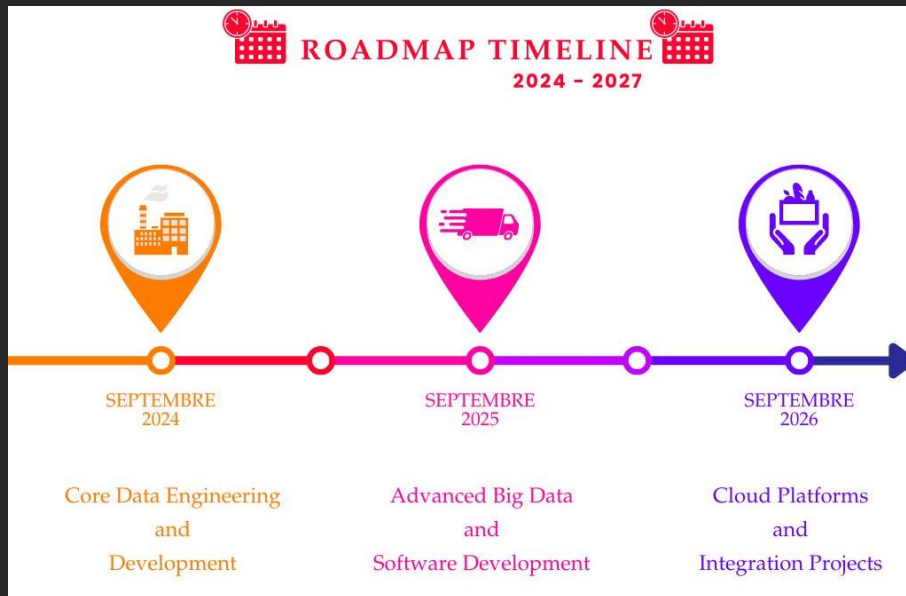 ROADMAP TIMELINE
2024 - 2027
SEPTEMBRE
2024
SEPTEMBRE
2025
SEPTEMBRE
2026
Core Data Engineering
and
Development
Advanced Big Data
and
Software Development
Cloud Platforms
and
Integration Projects